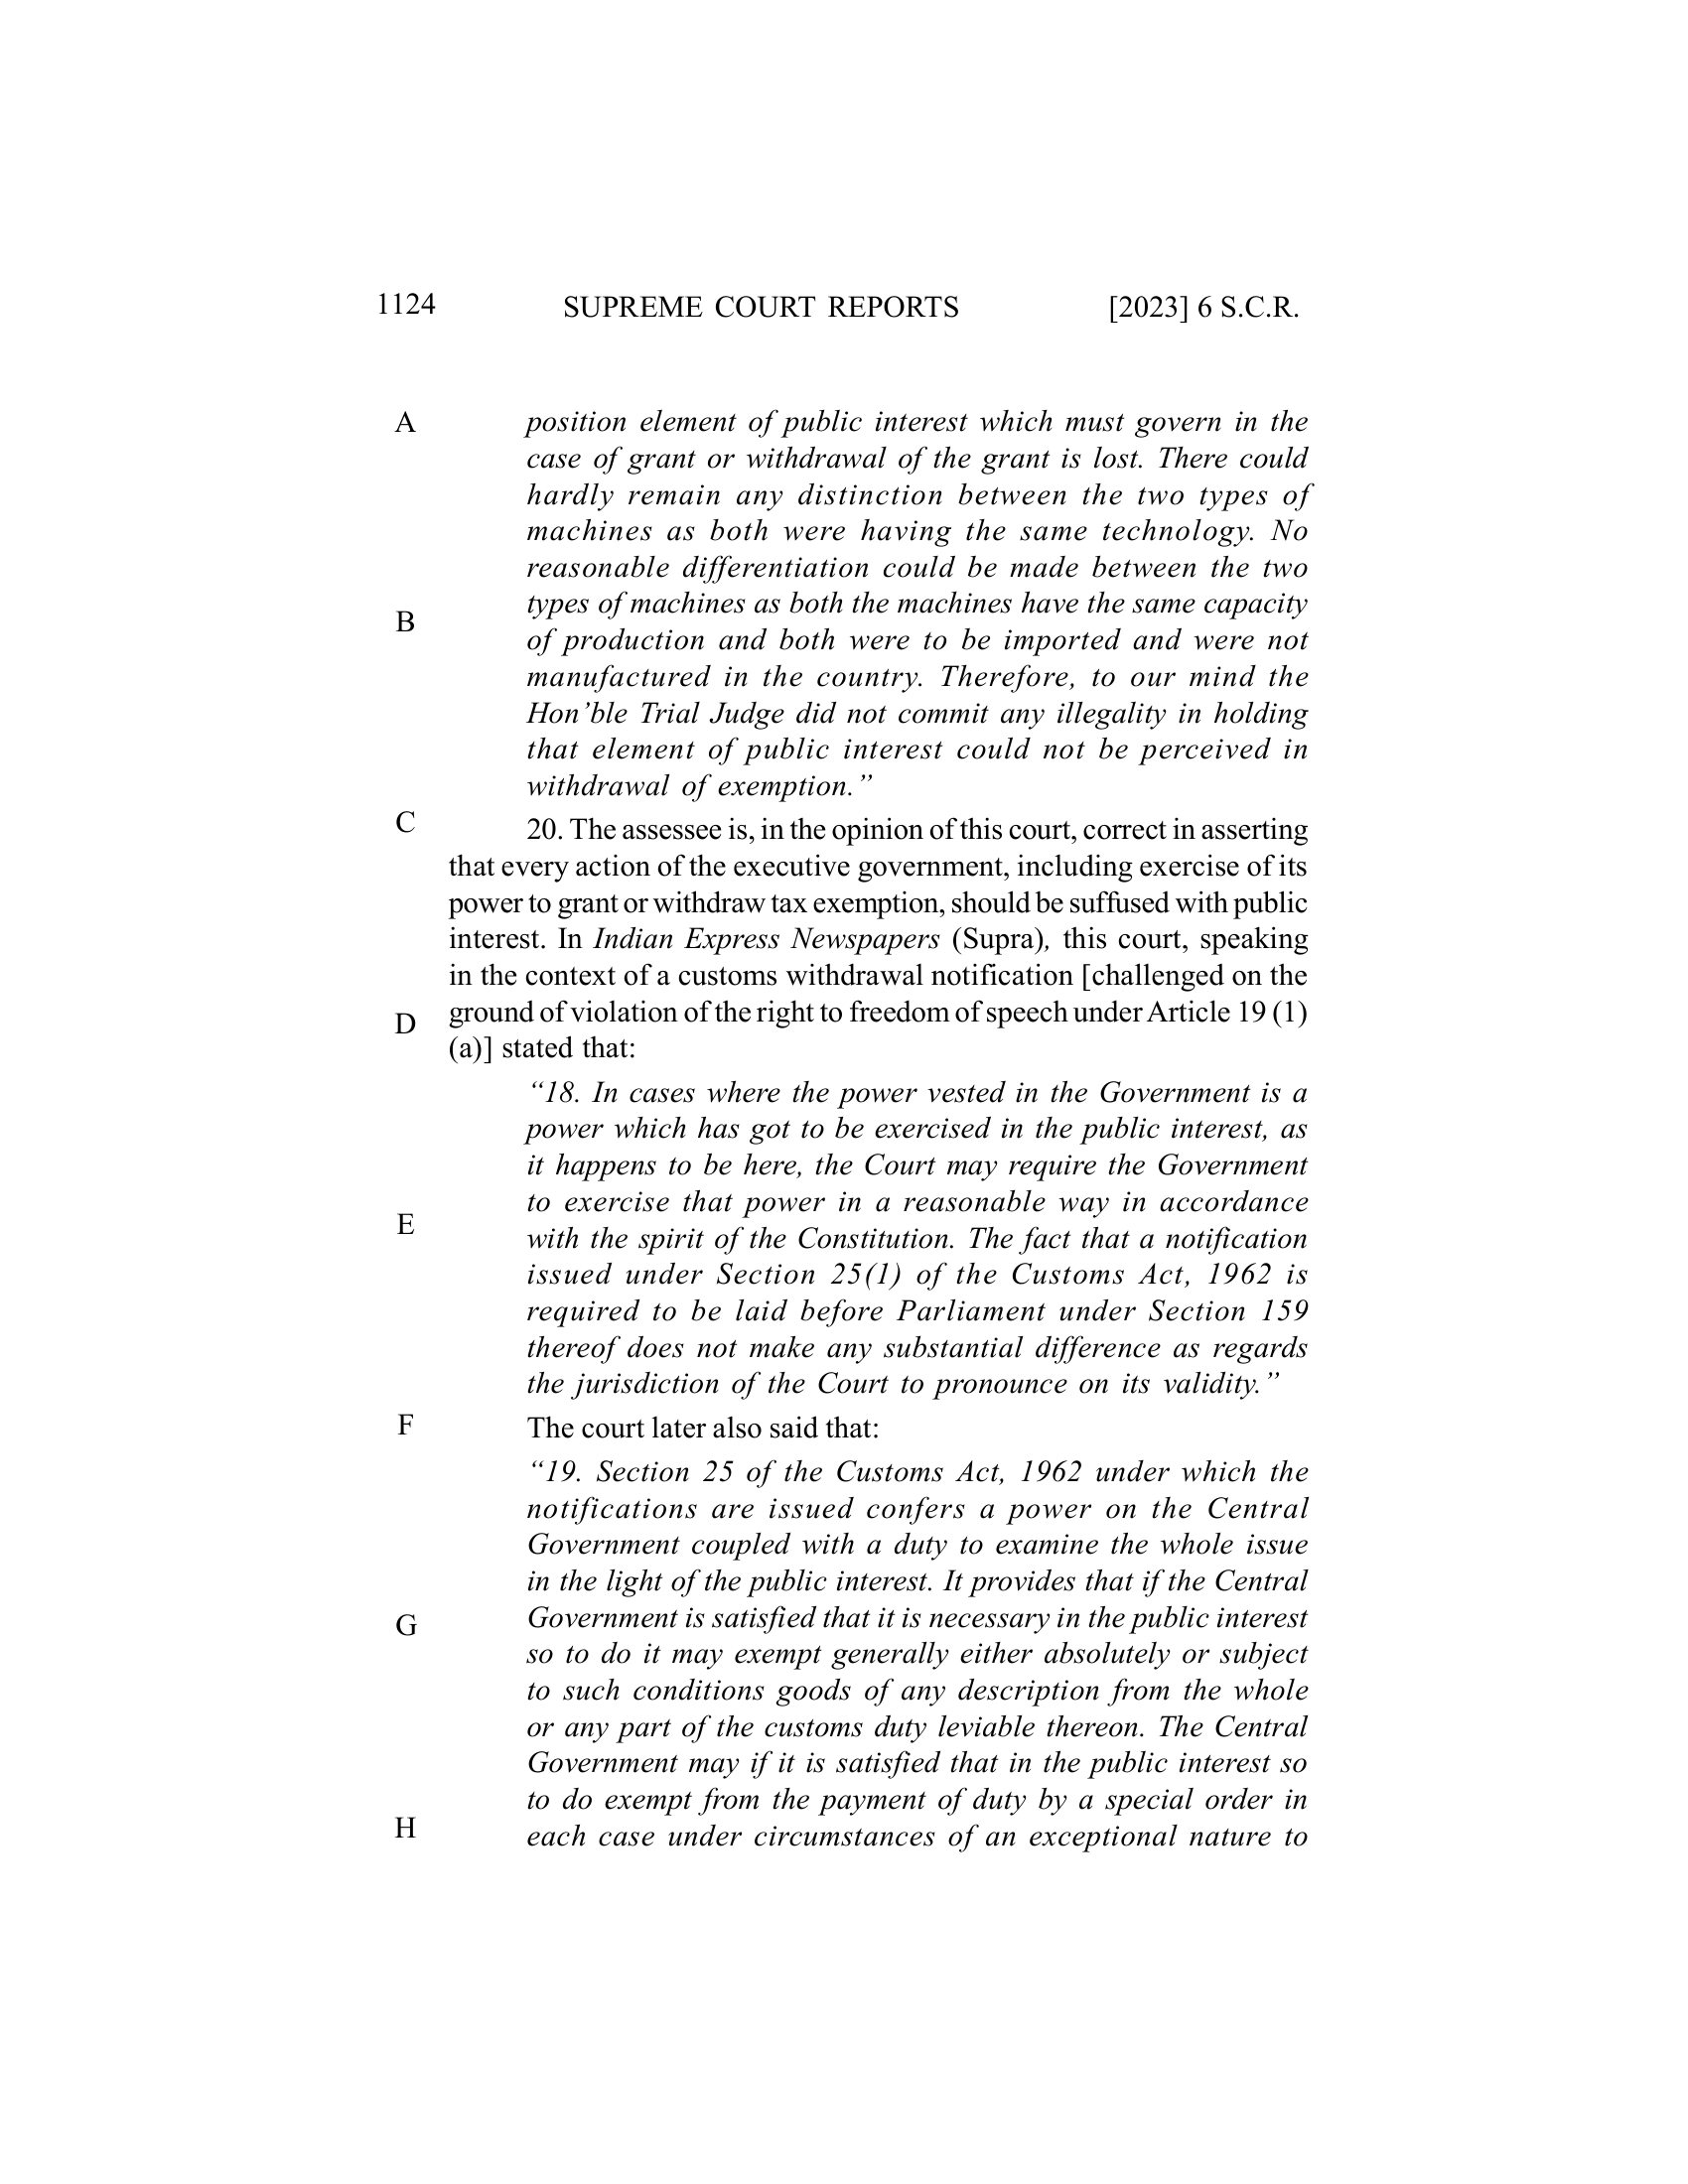 1124 SUPREME COURT REPORTS [2023] 6 S.C.R.
A position element of public interest which must govern in the
case of grant or withdrawal of the grant is lost. There could
hardly remain any distinction between the two types of
machines as both were having the same technology. No
reasonable differentiation could be made between the two
types of machines as both the machines have the same capacity
B
of production and both were to be imported and were not
manufactured in the country. Therefore, to our mind the
Hon’ble Trial Judge did not commit any illegality in holding
that element of public interest could not be perceived in
withdrawal of exemption.”
C
20. The assessee is, in the opinion of this court, correct in asserting
that every action of the executive government, including exercise of its
power to grant or withdraw tax exemption, should be suffused with public
interest. In Indian Express Newspapers (Supra), this court, speaking
in the context of a customs withdrawal notification [challenged on the
ground of violation of the right to freedom of speech under Article 19 (1)
D
(a)] stated that:
“18. In cases where the power vested in the Government is a
power which has got to be exercised in the public interest, as
it happens to be here, the Court may require the Government
to exercise that power in a reasonable way in accordance
E
with the spirit of the Constitution. The fact that a notification
issued under Section 25(1) of the Customs Act, 1962 is
required to be laid before Parliament under Section 159
thereof does not make any substantial difference as regards
the jurisdiction of the Court to pronounce on its validity.”
F The court later also said that:
“19. Section 25 of the Customs Act, 1962 under which the
notifications are issued confers a power on the Central
Government coupled with a duty to examine the whole issue
in the light of the public interest. It provides that if the Central
Government is satisfied that it is necessary in the public interest
G
so to do it may exempt generally either absolutely or subject
to such conditions goods of any description from the whole
or any part of the customs duty leviable thereon. The Central
Government may if it is satisfied that in the public interest so
to do exempt from the payment of duty by a special order in
H
each case under circumstances of an exceptional nature to